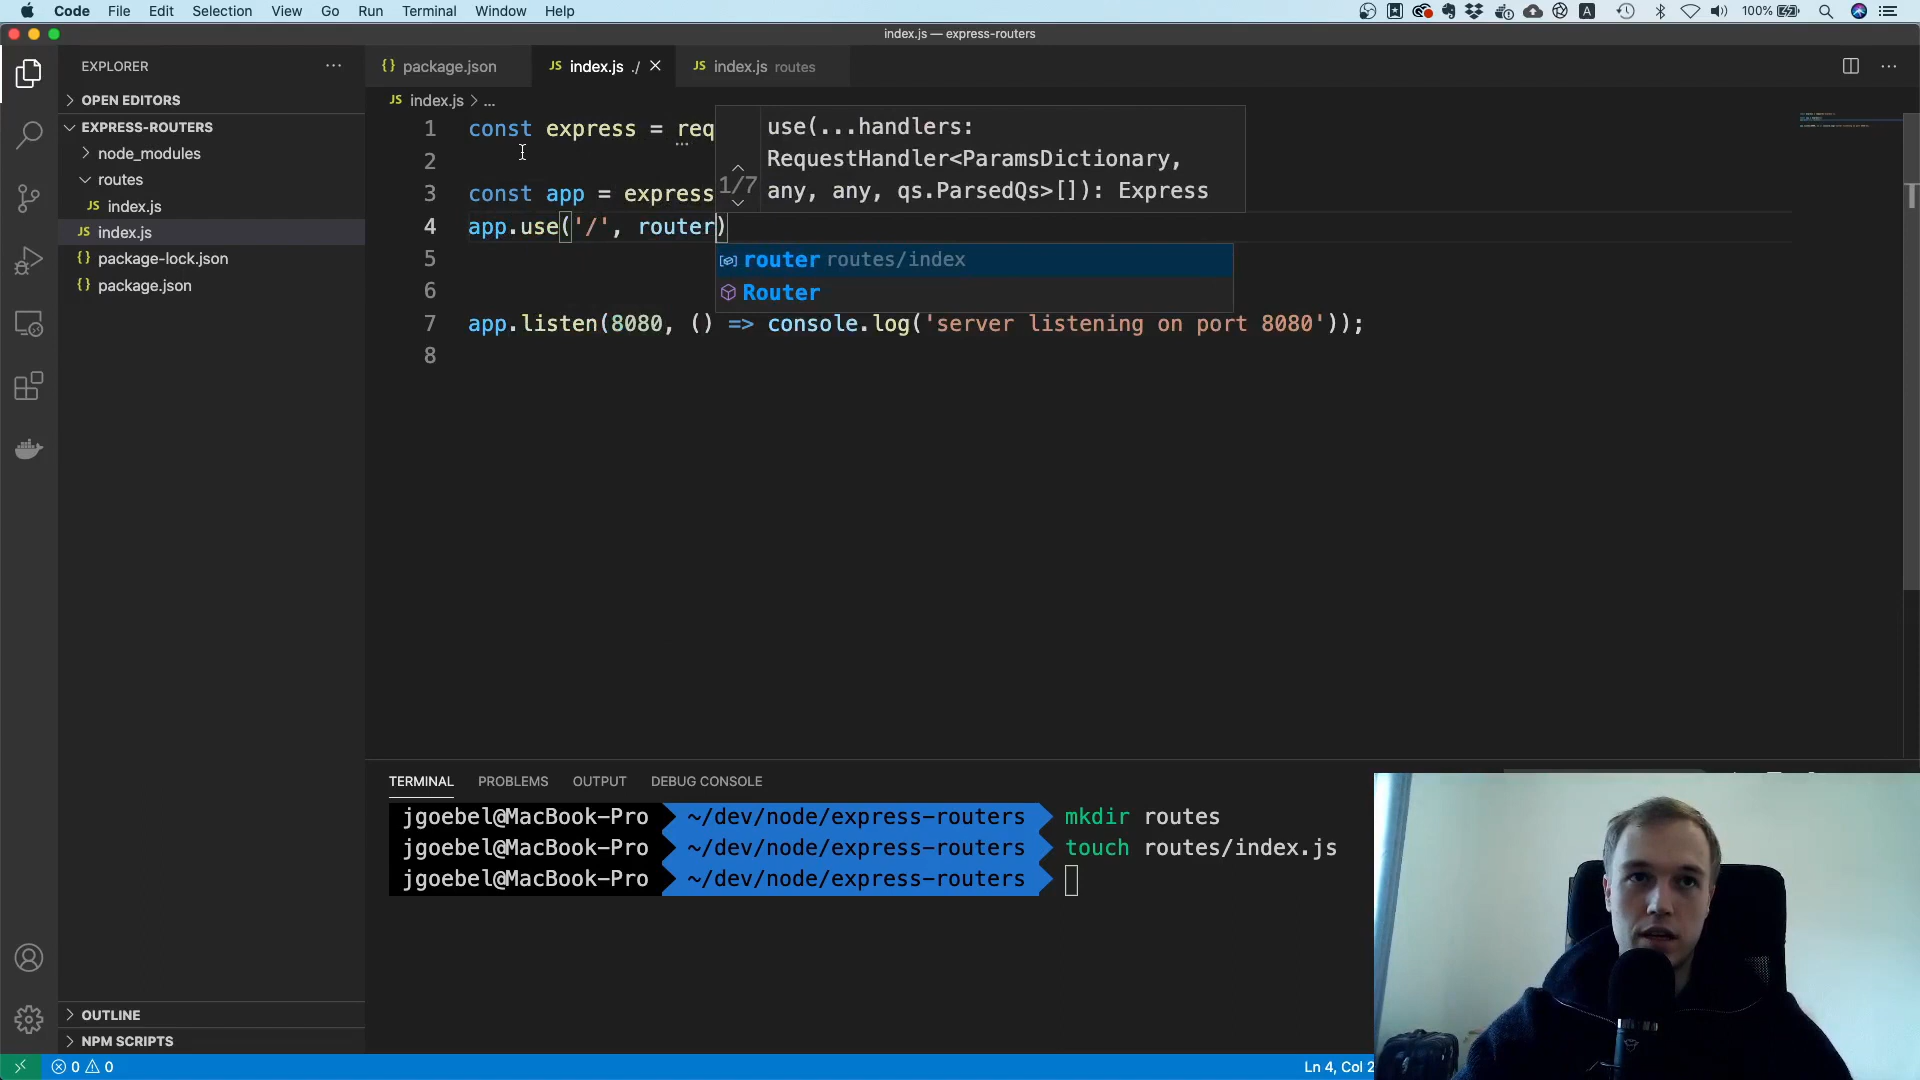 Code File Edit Selection View Go Run Terminal Window Help
A 100%
index.js — express-routers
EXPLORER
OPEN EDITORS
EXPRESS-ROUTERS
node_modules
routes
JS index.js
JS index.js
{} package-lock.json
{} package.json
OUTLINE
NPM SCRIPTS
{} package.json JS index.js ./ JS index.js routes
JS index.js > ...
1 const express = req
2
3 const app = express
4 app.use('/', router)
5
6
7 app.listen(8080, () => console.log('server listening on port 8080'));
8
1/7
use(...handlers:
RequestHandler<ParamsDictionary,
any, any, qs.ParsedQs>[]): Express
router routes/index
Router
TERMINAL PROBLEMS OUTPUT DEBUG CONSOLE
jgoebel@MacBook-Pro ~/dev/node/express-routers mkdir routes
jgoebel@MacBook-Pro ~/dev/node/express-routers touch routes/index.js
jgoebel@MacBook-Pro ~/dev/node/express-routers
0 0 Ln 4, Col 2